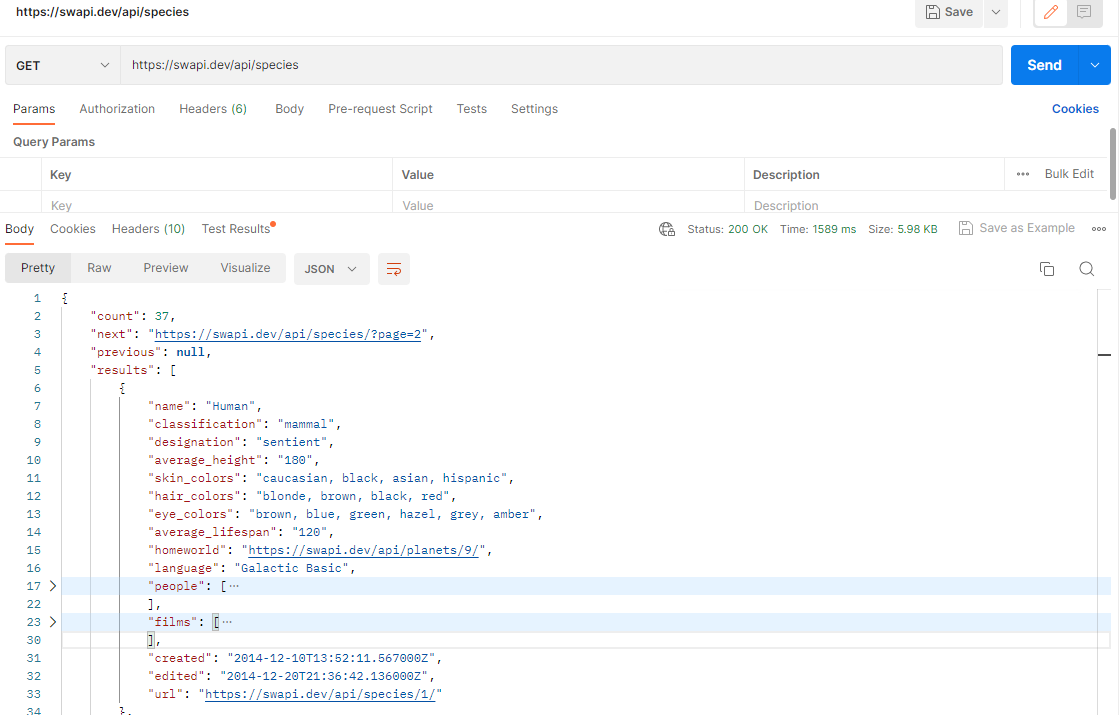 https://swapi.dev/api/species Save
GET https://swapi.dev/api/species Send
Params Authorization Headers (6) Body Pre-request Script Tests Settings Cookies
Query Params
Key Value Description Bulk Edit
Key Value Description
Body Cookies Headers (10) Test Results Status: 200 OK Time: 1589 ms Size: 5.98 KB Save as Example
Pretty Raw Preview Visualize JSON
1 {
2 "count": 37,
3 "next": "https://swapi.dev/api/species/?page=2",
4 "previous": null,
5 "results": [
6 {
7 "name": "Human",
8 "classification": "mammal",
9 "designation": "sentient",
10 "average_height": "180",
11 "skin_colors": "caucasian, black, asian, hispanic",
12 "hair_colors": "blonde, brown, black, red",
13 "eye_colors": "brown, blue, green, hazel, grey, amber",
14 "average_lifespan": "120",
15 "homeworld": "https://swapi.dev/api/planets/9/",
16 "language": "Galactic Basic",
17 "people": [ ⋯
22 ],
23 "films": [ ⋯
30 ],
31 "created": "2014-12-10T13:52:11.567000Z",
32 "edited": "2014-12-20T21:36:42.136000Z",
33 "url": "https://swapi.dev/api/species/1/"
34 },